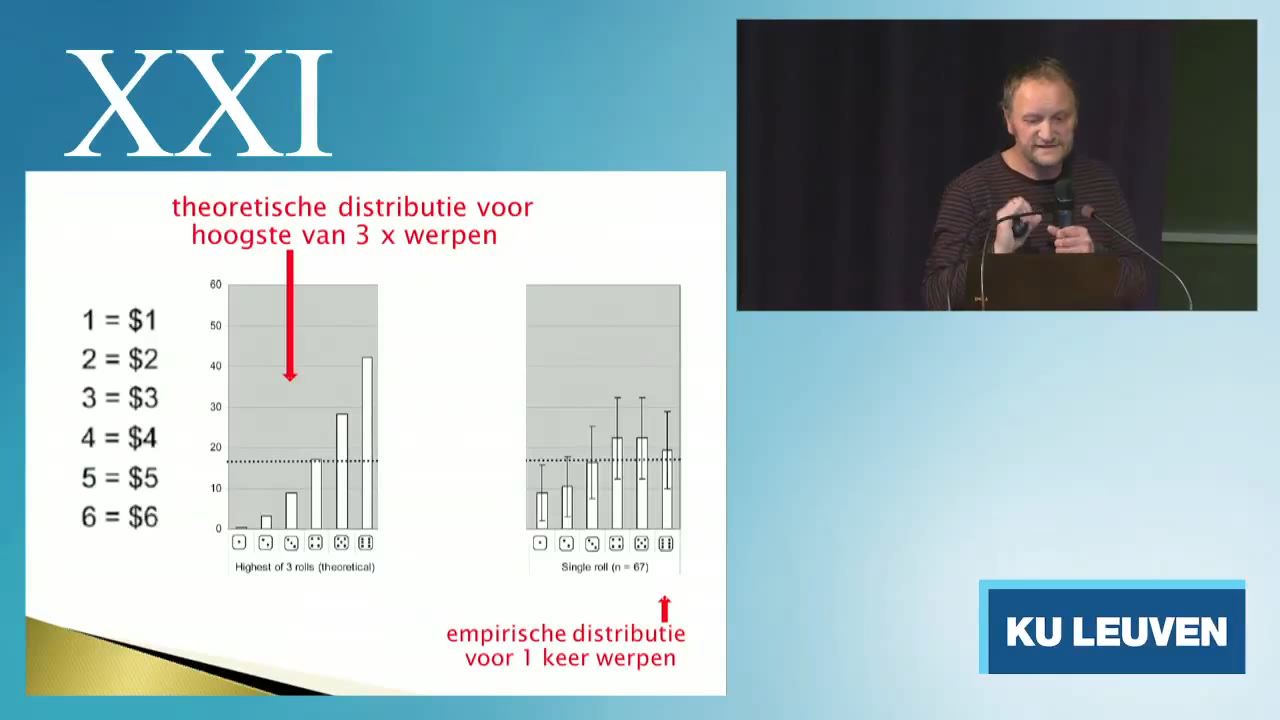 XXI
theoretische distributie voor
hoogste van 3 x werpen
1 = $1
2 = $2
3 = $3
4 = $4
5 = $5
6 = $6
60
50
40
30
20
10
0
Highest of 3 rolls (theoretical)
Single roll (n = 67)
empirische distributie
voor 1 keer werpen
KU LEUVEN